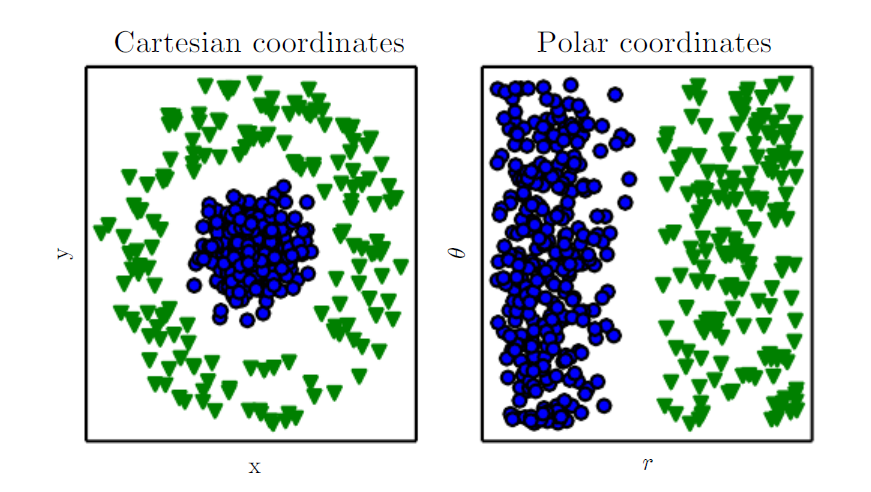 Cartesian coordinates
Polar coordinates
y
x
θ
r